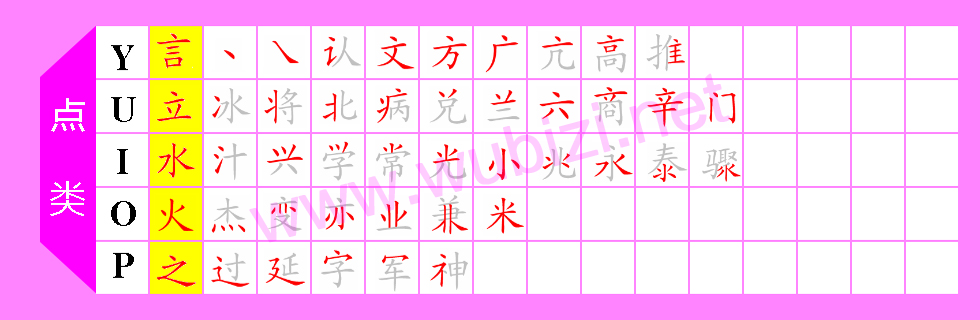 点类
Y 言 丶 ㇏ 认 文 方 广 亢 高 推
U 立 冰 将 北 病 兑 兰 六 商 辛 门
I 水 汁 兴 学 常 光 小 兆 永 泰 骤
O 火 杰 变 亦 业 兼 米
P 之 过 延 字 军 神
www.wubizi.net